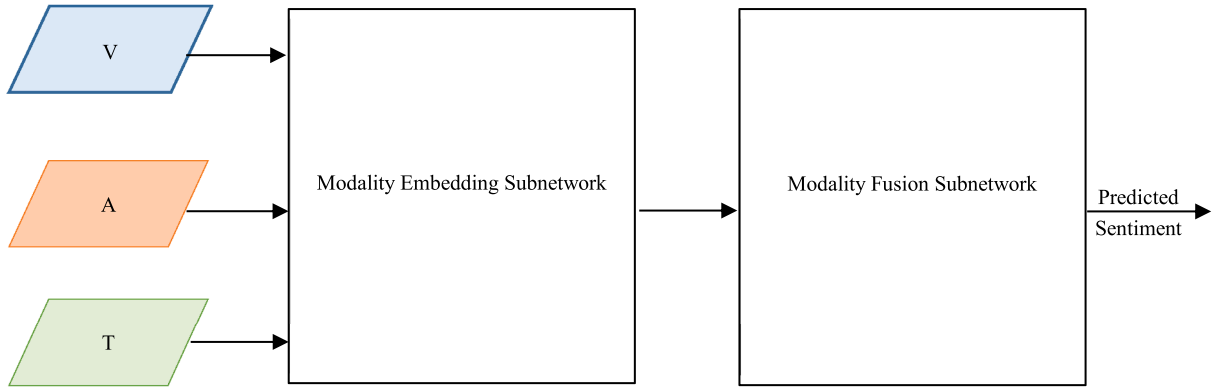 V
A
T
Modality Embedding Subnetwork
Modality Fusion Subnetwork
Predicted
Sentiment